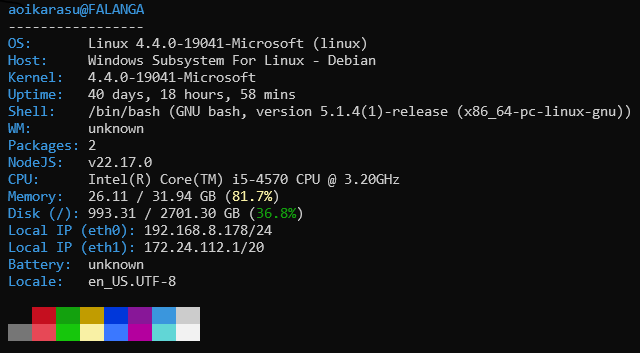 aoikarasu@FALANGA
-----------------
OS: Linux 4.4.0-19041-Microsoft (linux)
Host: Windows Subsystem For Linux - Debian
Kernel: 4.4.0-19041-Microsoft
Uptime: 40 days, 18 hours, 58 mins
Shell: /bin/bash (GNU bash, version 5.1.4(1)-release (x86_64-pc-linux-gnu))
WM: unknown
Packages: 2
NodeJS: v22.17.0
CPU: Intel(R) Core(TM) i5-4570 CPU @ 3.20GHz
Memory: 26.11 / 31.94 GB (81.7%)
Disk (/): 993.31 / 2701.30 GB (36.8%)
Local IP (eth0): 192.168.8.178/24
Local IP (eth1): 172.24.112.1/20
Battery: unknown
Locale: en_US.UTF-8